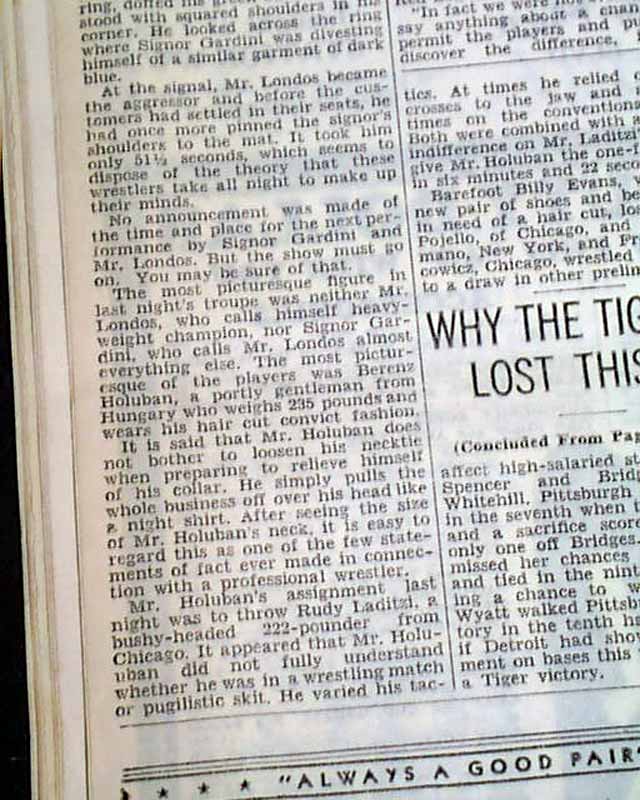 ring, doffed his green
stood with squared shoulders in his
corner. He looked across the ring
where Signor Gardini was divesting
himself of a similar garment of dark
blue.
At the signal, Mr. Londos became
the aggressor and before the cus-
tomers had settled in their seats, he
had once more pinned the signor's
shoulders to the mat. It took him
only 51½ seconds, which seems to
dispose of the theory that these
wrestlers take all night to make up
their minds.
No announcement was made of
the time and place for the next per-
formance by Signor Gardini and
Mr. Londos. But the show must go
on. You may be sure of that.
The most picturesque figure in
last night's troupe was neither Mr.
Londos, who calls himself heavy-
weight champion, nor Signor Gar-
dini, who calls Mr. Londos almost
everything else. The most pictur-
esque of the players was Berenz
Holuban, a portly gentleman from
Hungary who weighs 235 pounds and
wears his hair cut convict fashion.
It is said that Mr. Holuban does
not bother to loosen his necktie
when preparing to relieve himself
of his collar. He simply pulls the
whole business off over his head like
a night shirt. After seeing the size
of Mr. Holuban's neck, it is easy to
regard this as one of the few state-
ments of fact ever made in connec-
tion with a professional wrestler.
Mr. Holuban's assignment last
night was to throw Rudy Laditzi, a
bushy-headed 222-pounder from
Chicago. It appeared that Mr. Holu-
uban did not fully understand
whether he was in a wrestling match
or pugilistic skit. He varied his tac-
"In fact we were not
say anything about a chan
permit the players and p
discover the difference,
tics. At times he relied
crosses to the jaw and
times on the convention
Both were combined with a
indifference on Mr. Laditzi
give Mr. Holuban the one-f
in six minutes and 22 secon
Barefoot Billy Evans, w
new pair of shoes and be
in need of a hair cut, los
Pojello, of Chicago, and
mano, New York, and Fr
cowicz, Chicago, wrestled
to a draw in other prelim
WHY THE TIG
LOST THIS
(Concluded From Pag
affect high-salaried st
Spencer and Bridg
Whitehill. Pittsburgh
in the seventh when
and a sacrifice scor
only one off Bridges.
missed her chances
and tied in the nint
ing a chance to w
Wyatt walked Pittsb
tory in the tenth ha
if Detroit had sho
ment on bases this
a Tiger victory.
★ ★ ★ "ALWAYS A GOOD PAIR"